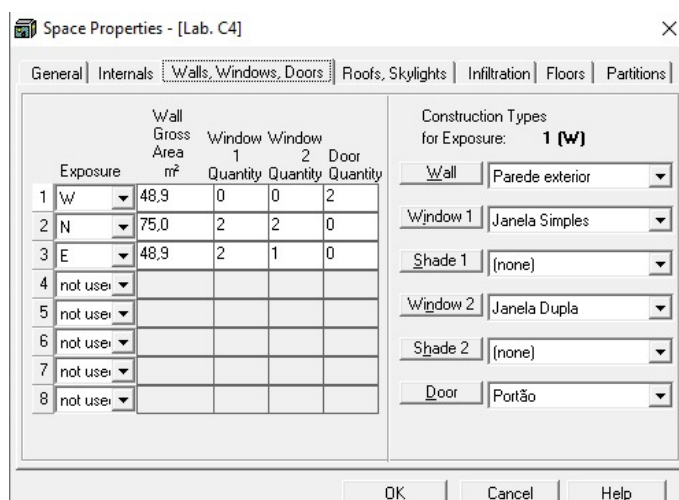 Space Properties - [Lab. C4]
General Internals Walls, Windows, Doors Roofs, Skylights Infiltration Floors Partitions
Exposure
Wall Gross Area m²
Window 1 Quantity
Window 2 Quantity
Door Quantity
1 W 48,9 0 0 2
2 N 75,0 2 2 0
3 E 48,9 2 1 0
4 not use
5 not use
6 not use
7 not use
8 not use
Construction Types
for Exposure: 1 (W)
Wall Parede exterior
Window 1 Janela Simples
Shade 1 (none)
Window 2 Janela Dupla
Shade 2 (none)
Door Portão
OK Cancel Help